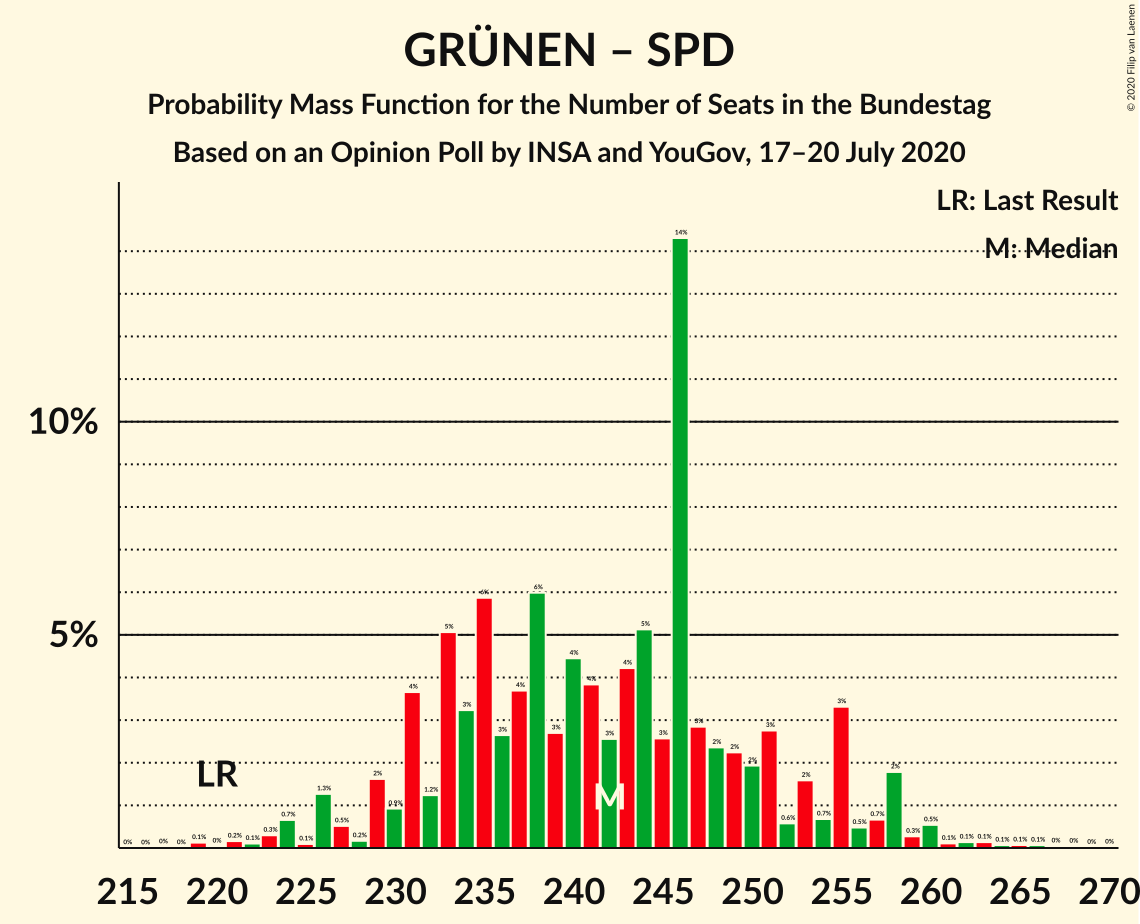 GRÜNEN – SPD
Probability Mass Function for the Number of Seats in the Bundestag
Based on an Opinion Poll by INSA and YouGov, 17–20 July 2020
© 2020 Filip van Laenen
LR: Last Result
M: Median
10%
5%
LR
M
0% 0% 0% 0% 0.1% 0% 0.2% 0.1% 0.3% 0.7% 0.1% 1.3% 0.5% 0.2% 2% 0.9% 4% 1.2% 5% 3% 6% 3% 4% 6% 3% 4% 4% 3% 4% 5% 3% 14% 3% 2% 2% 2% 3% 0.6% 2% 0.7% 3% 0.5% 0.7% 2% 0.3% 0.5% 0.1% 0.1% 0.1% 0.1% 0.1% 0.1% 0% 0% 0% 0%
215 220 225 230 235 240 245 250 255 260 265 270